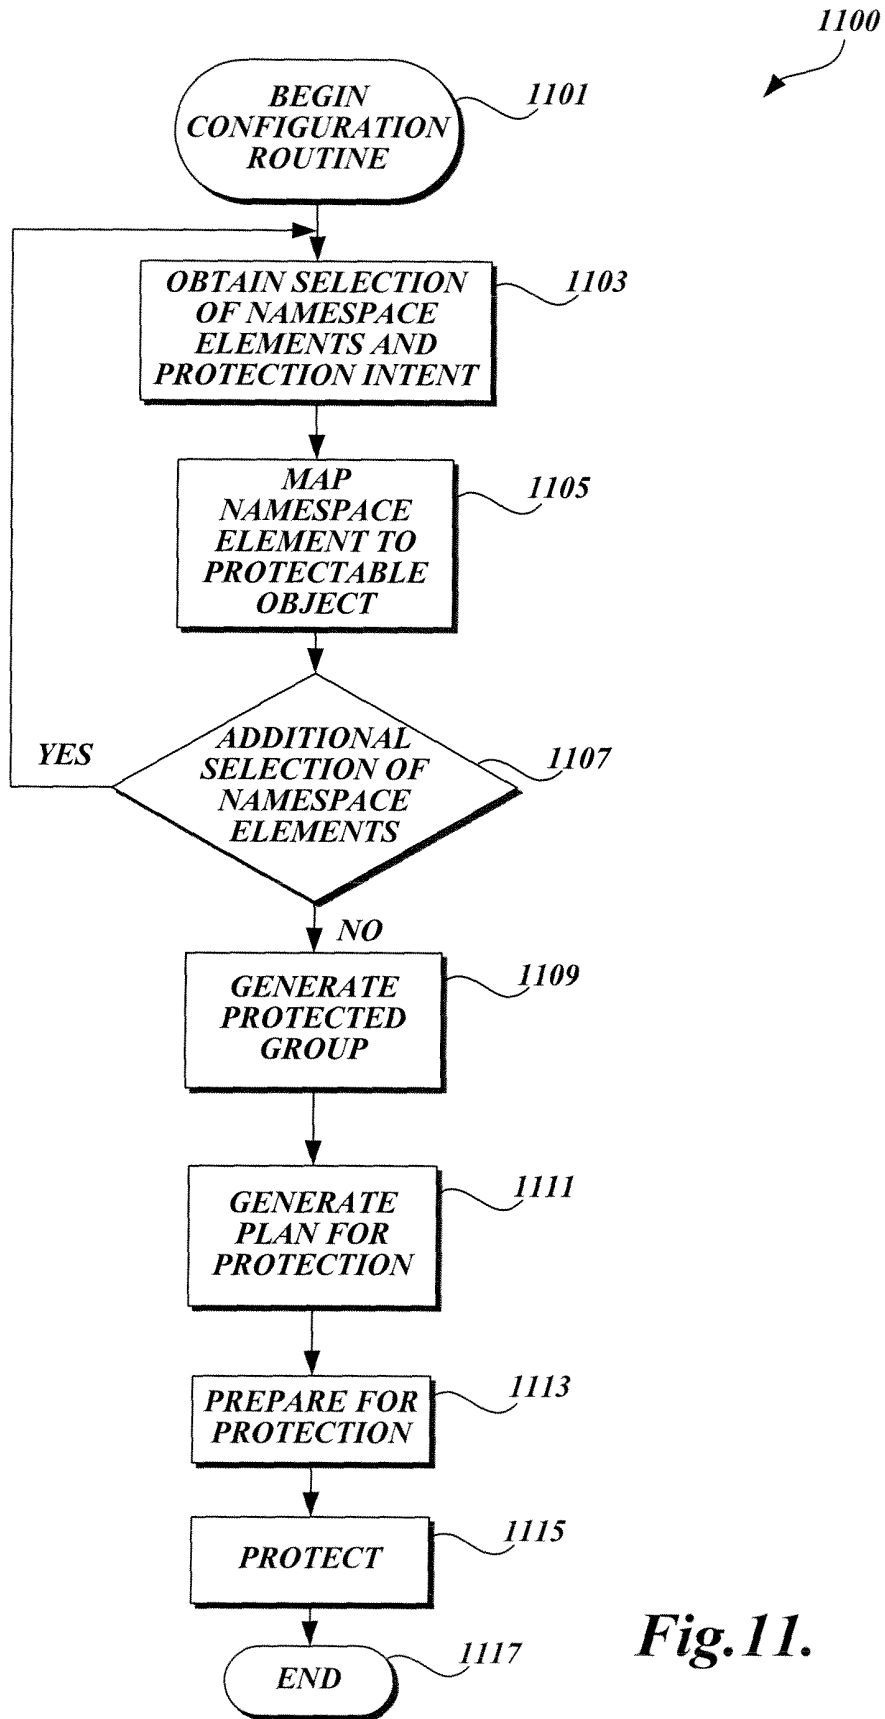 1100
BEGIN
CONFIGURATION
ROUTINE
1101
OBTAIN SELECTION
OF NAMESPACE
ELEMENTS AND
PROTECTION INTENT
1103
MAP
NAMESPACE
ELEMENT TO
PROTECTABLE
OBJECT
1105
YES
ADDITIONAL
SELECTION OF
NAMESPACE
ELEMENTS
1107
NO
GENERATE
PROTECTED
GROUP
1109
GENERATE
PLAN FOR
PROTECTION
1111
PREPARE FOR
PROTECTION
1113
PROTECT
1115
END
1117
Fig.11.